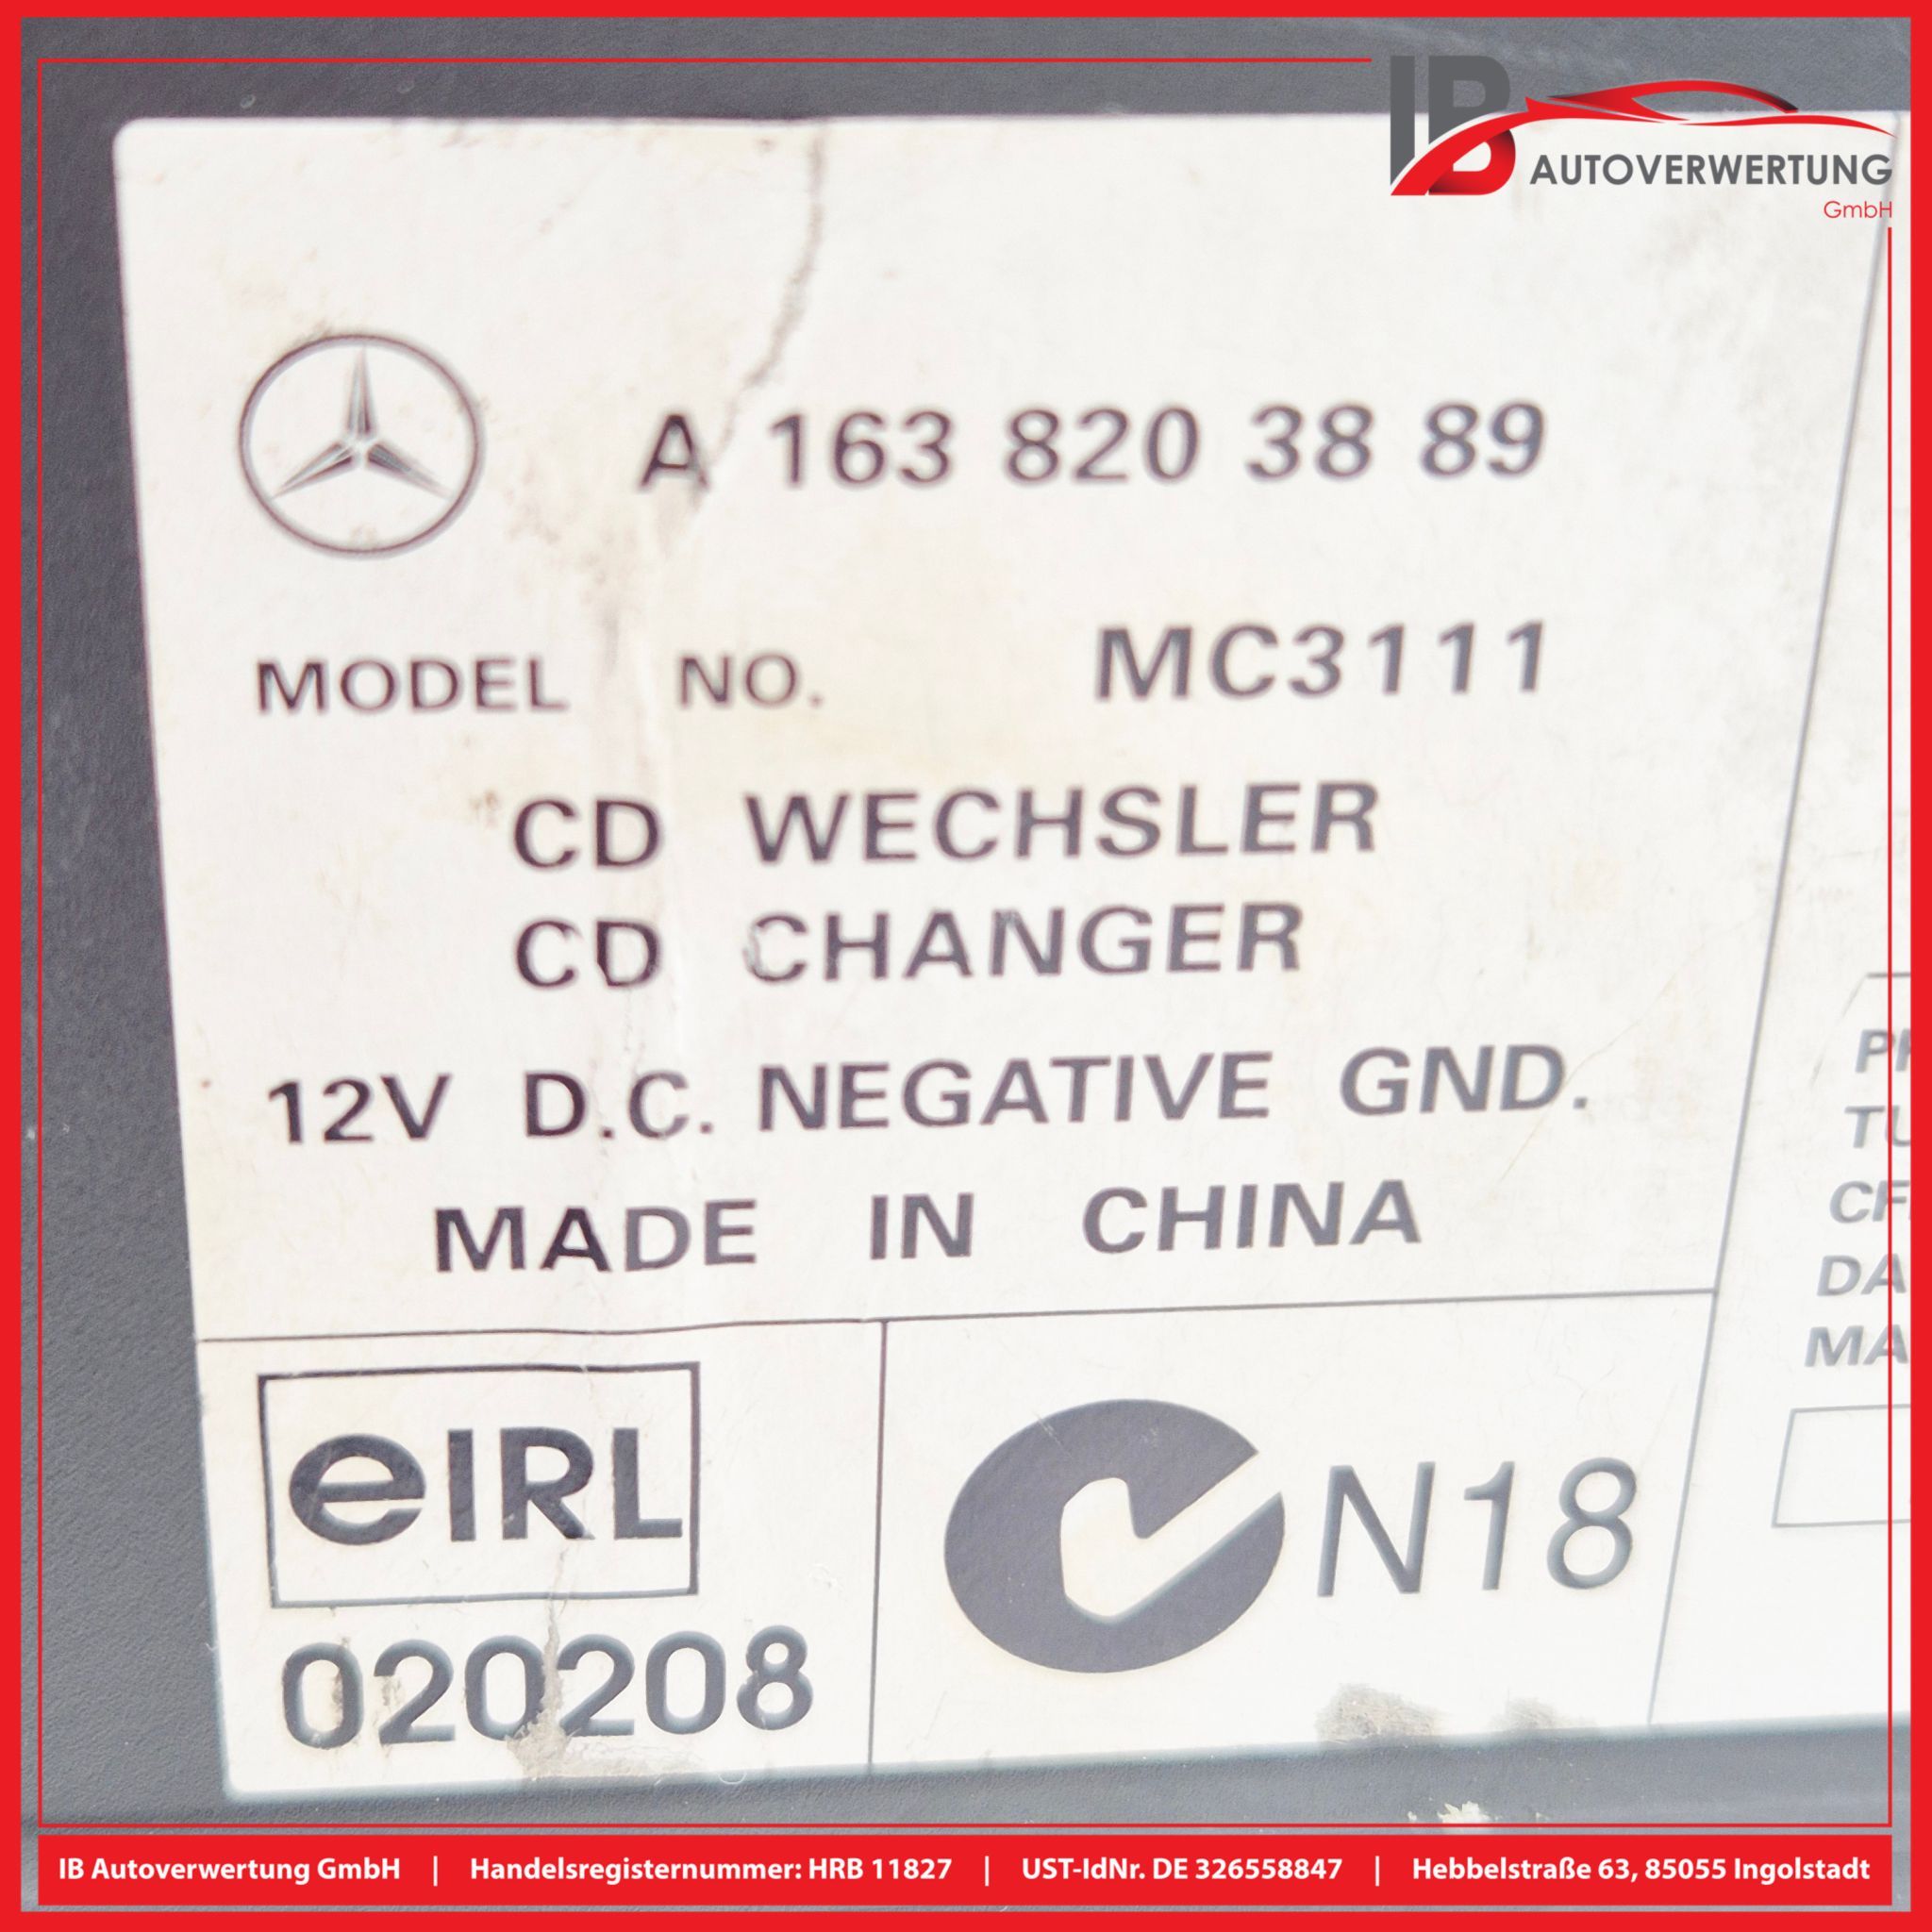 IB
AUTOVERWERTUNG
GmbH
A 163 820 38 89
MODEL NO. MC3111
CD WECHSLER
CD CHANGER
12V D.C. NEGATIVE GND.
MADE IN CHINA
eIRL
020208
N18
IB Autoverwertung GmbH | Handelsregisternummer: HRB 11827 | UST-IdNr. DE 326558847 | Hebbelstraße 63, 85055 Ingolstadt